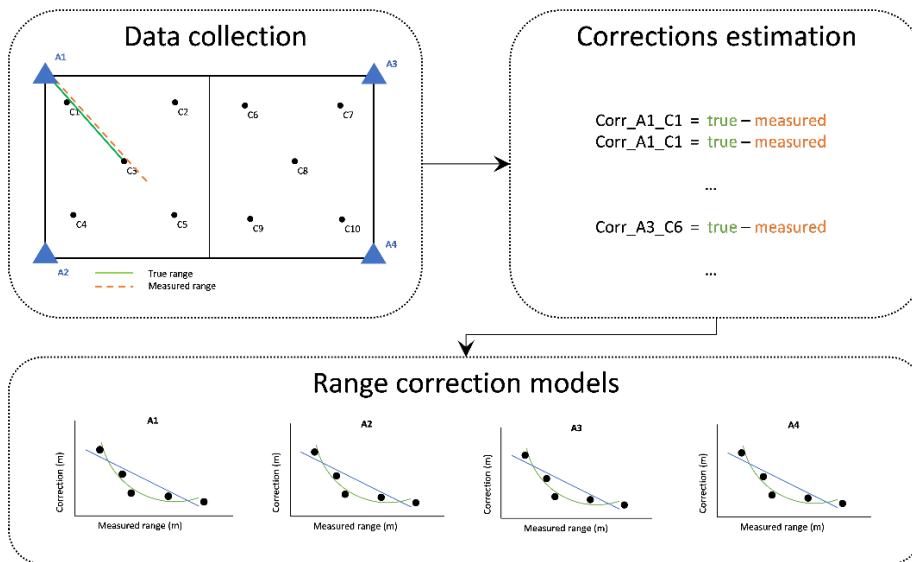 Data collection
A1
A3
C1
C2
C6
C7
C3
C8
C4
C5
C9
C10
A2
A4
True range
Measured range
Corrections estimation
Corr_A1_C1 = true – measured
Corr_A1_C1 = true – measured
...
Corr_A3_C6 = true – measured
...
Range correction models
A1
Correction (m)
Measured range (m)
A2
Correction (m)
Measured range (m)
A3
Correction (m)
Measured range (m)
A4
Correction (m)
Measured range (m)